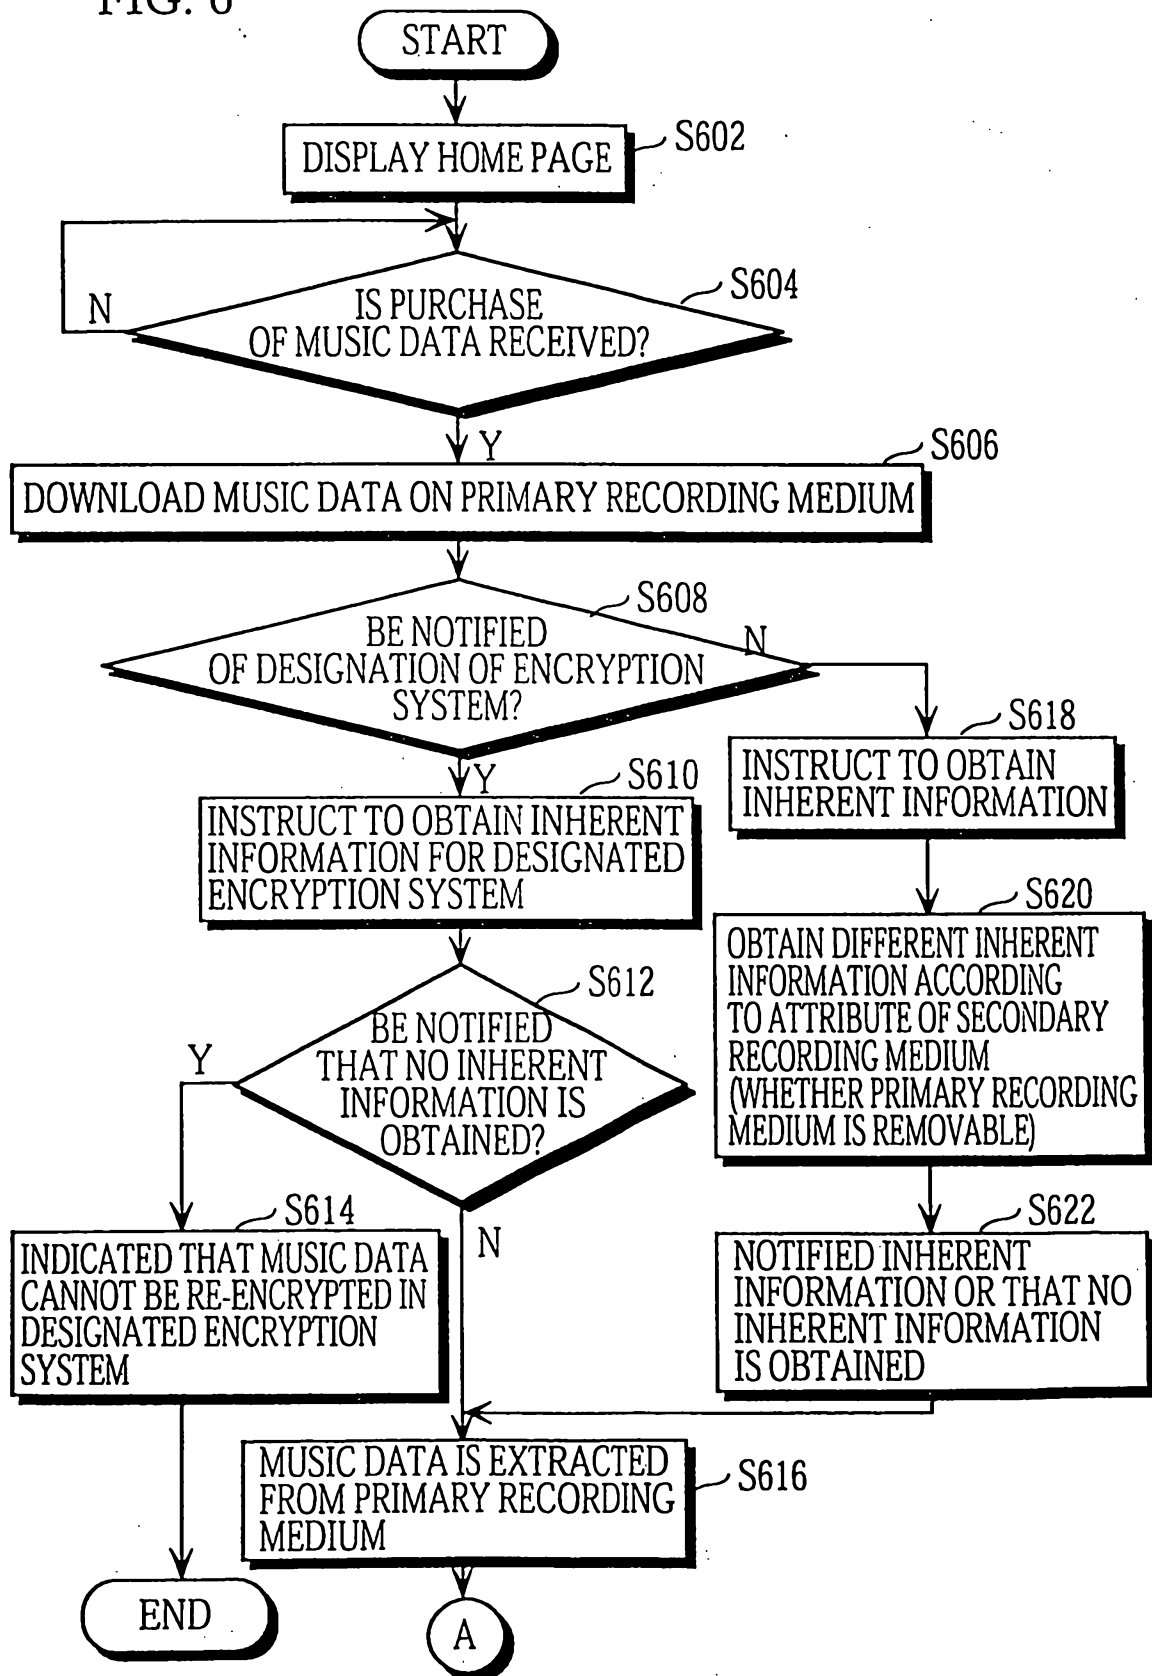 FIG. 6
START
DISPLAY HOME PAGE
S602
IS PURCHASE
OF MUSIC DATA RECEIVED?
S604
N
Y
DOWNLOAD MUSIC DATA ON PRIMARY RECORDING MEDIUM
S606
BE NOTIFIED
OF DESIGNATION OF ENCRYPTION
SYSTEM?
S608
N
Y
INSTRUCT TO OBTAIN INHERENT
INFORMATION FOR DESIGNATED
ENCRYPTION SYSTEM
S610
INSTRUCT TO OBTAIN
INHERENT INFORMATION
S618
BE NOTIFIED
THAT NO INHERENT
INFORMATION IS
OBTAINED?
S612
Y
N
OBTAIN DIFFERENT INHERENT
INFORMATION ACCORDING
TO ATTRIBUTE OF SECONDARY
RECORDING MEDIUM
(WHETHER PRIMARY RECORDING
MEDIUM IS REMOVABLE)
S620
INDICATED THAT MUSIC DATA
CANNOT BE RE-ENCRYPTED IN
DESIGNATED ENCRYPTION
SYSTEM
S614
NOTIFIED INHERENT
INFORMATION OR THAT NO
INHERENT INFORMATION
IS OBTAINED
S622
MUSIC DATA IS EXTRACTED
FROM PRIMARY RECORDING
MEDIUM
S616
END
A